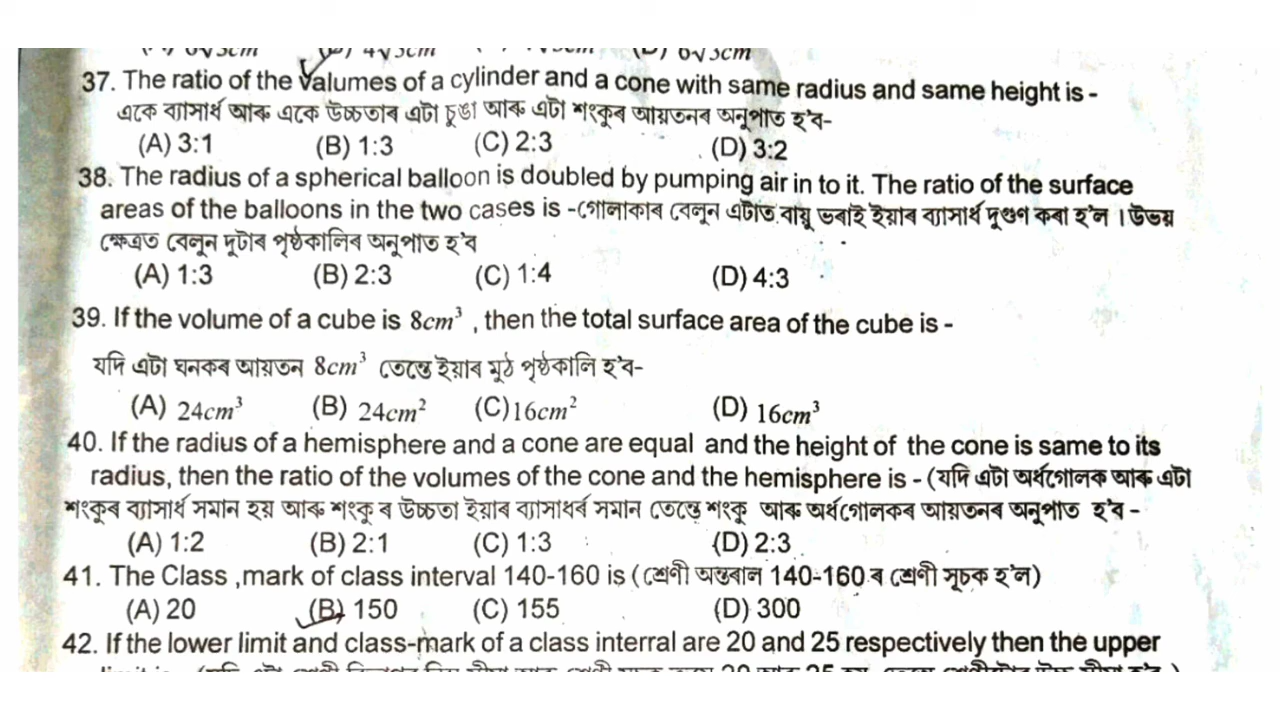 4√3cm 6√3cm
37. The ratio of the valumes of a cylinder and a cone with same radius and same height is -
একে ব্যাসাৰ্ধ আৰু একে উচ্চতাৰ এটা চুঙা আৰু এটা শংকুৰ আয়তনৰ অনুপাত হ'ব-
(A) 3:1 (B) 1:3 (C) 2:3 (D) 3:2
38. The radius of a spherical balloon is doubled by pumping air in to it. The ratio of the surface
areas of the balloons in the two cases is -গোলাকাৰ বেলুন এটাত বায়ু ভৰাই ইয়াৰ ব্যাসাৰ্ধ দুগুণ কৰা হ'ল । উভয়
ক্ষেত্ৰত বেলুন দুটাৰ পৃষ্ঠকালিৰ অনুপাত হ'ব
(A) 1:3 (B) 2:3 (C) 1:4 (D) 4:3
39. If the volume of a cube is 8cm³ , then the total surface area of the cube is -
যদি এটা ঘনকৰ আয়তন 8cm³ তেন্তে ইয়াৰ মুঠ পৃষ্ঠকালি হ'ব-
(A) 24cm³ (B) 24cm² (C)16cm² (D) 16cm³
40. If the radius of a hemisphere and a cone are equal and the height of the cone is same to its
radius, then the ratio of the volumes of the cone and the hemisphere is - (যদি এটা অৰ্ধগোলক আৰু এটা
শংকুৰ ব্যাসাৰ্ধ সমান হয় আৰু শংকু ৰ উচ্চতা ইয়াৰ ব্যাসাধৰ্ৰ সমান তেন্তে শংকু আৰু অৰ্ধগোলকৰ আয়তনৰ অনুপাত হ'ব -
(A) 1:2 (B) 2:1 (C) 1:3 (D) 2:3
41. The Class ,mark of class interval 140-160 is (শ্ৰেণী অন্তৰাল 140-160 ৰ শ্ৰেণী সূচক হ'ল)
(A) 20 (B) 150 (C) 155 (D) 300
42. If the lower limit and class-mark of a class interral are 20 and 25 respectively then the upper